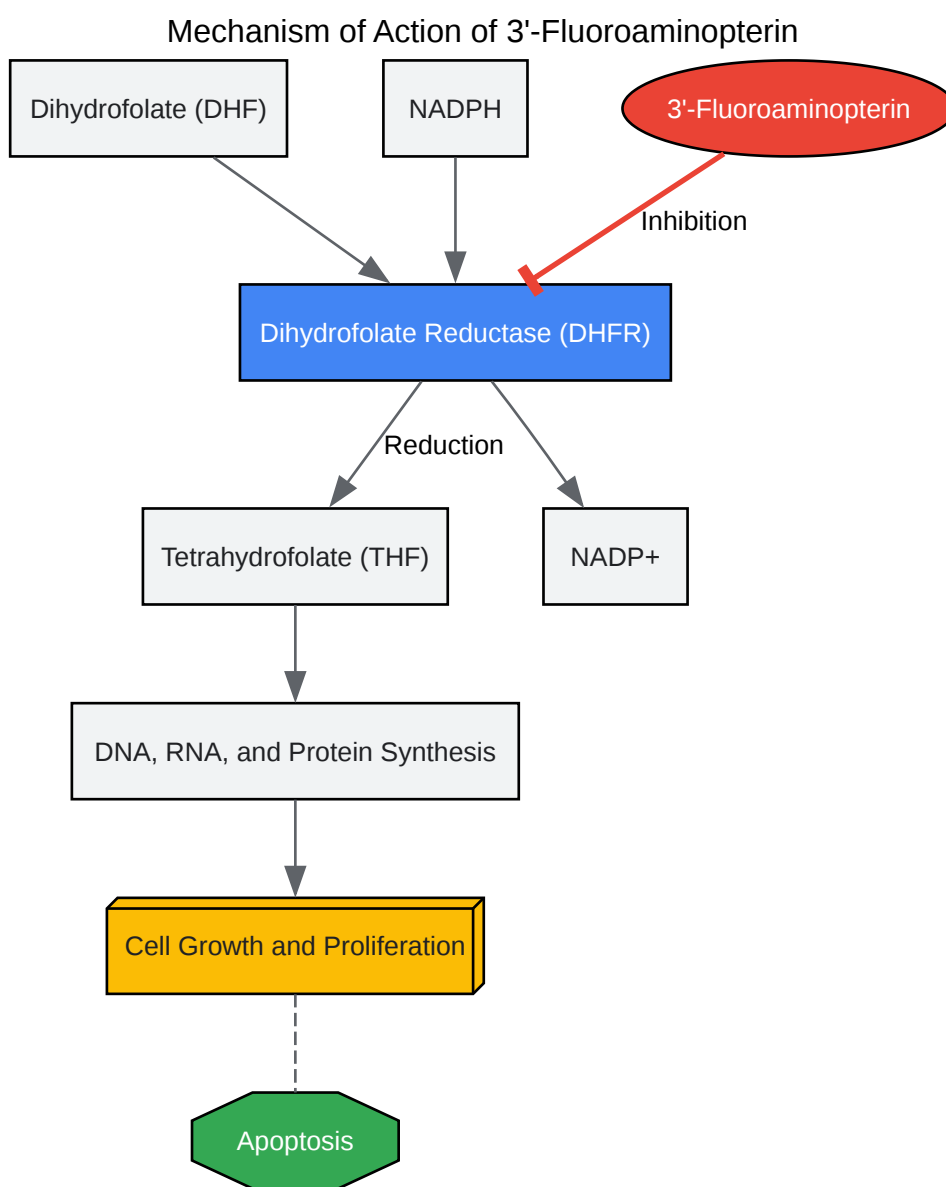 Mechanism of Action of 3'-Fluoroaminopterin
Dihydrofolate (DHF)
NADPH
3'-Fluoroaminopterin
Inhibition
Dihydrofolate Reductase (DHFR)
Reduction
Tetrahydrofolate (THF)
NADP+
DNA, RNA, and Protein Synthesis
Cell Growth and Proliferation
Apoptosis